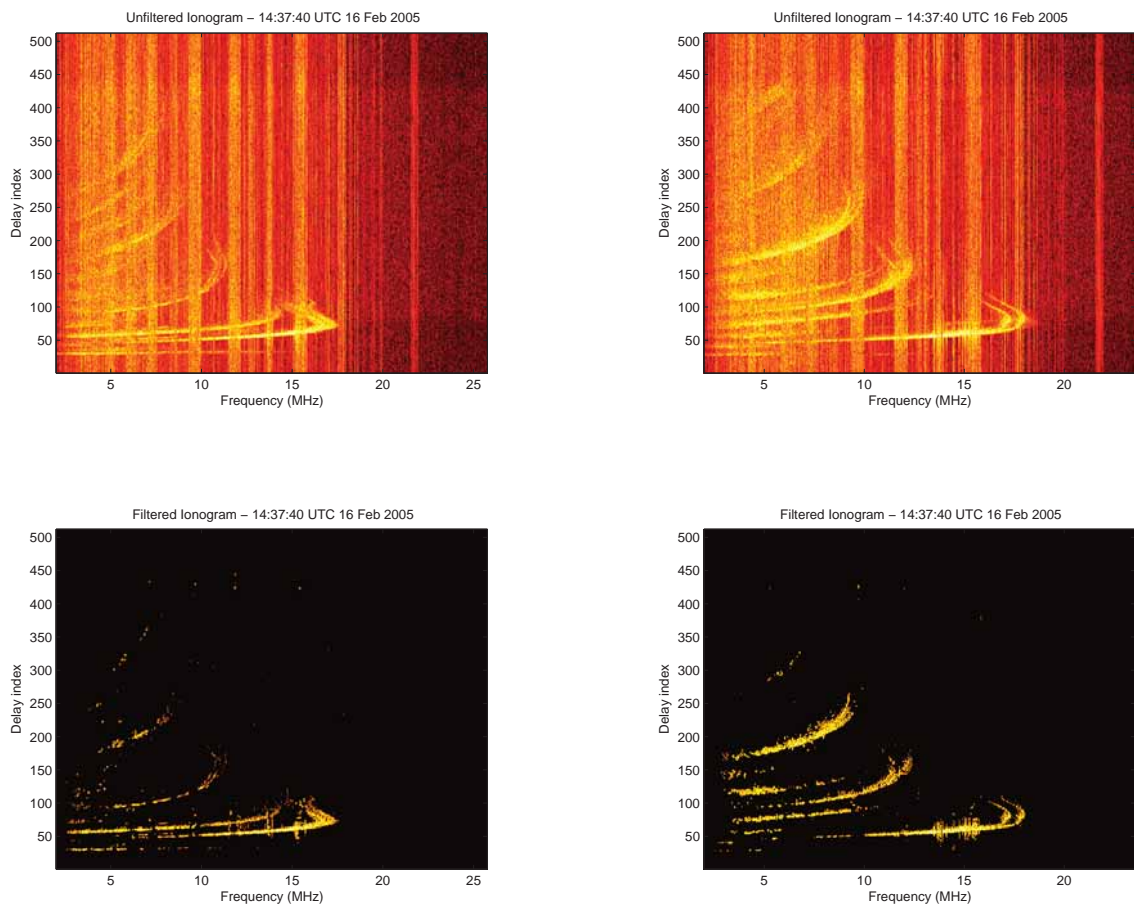 Unfiltered Ionogram – 14:37:40 UTC 16 Feb 2005
500
450
400
350
300
250
200
150
100
50
Delay index
5 10 15 20 25
Frequency (MHz)
Unfiltered Ionogram – 14:37:40 UTC 16 Feb 2005
500
450
400
350
300
250
200
150
100
50
Delay index
5 10 15 20
Frequency (MHz)
Filtered Ionogram – 14:37:40 UTC 16 Feb 2005
500
450
400
350
300
250
200
150
100
50
Delay index
5 10 15 20 25
Frequency (MHz)
Filtered Ionogram – 14:37:40 UTC 16 Feb 2005
500
450
400
350
300
250
200
150
100
50
Delay index
5 10 15 20
Frequency (MHz)